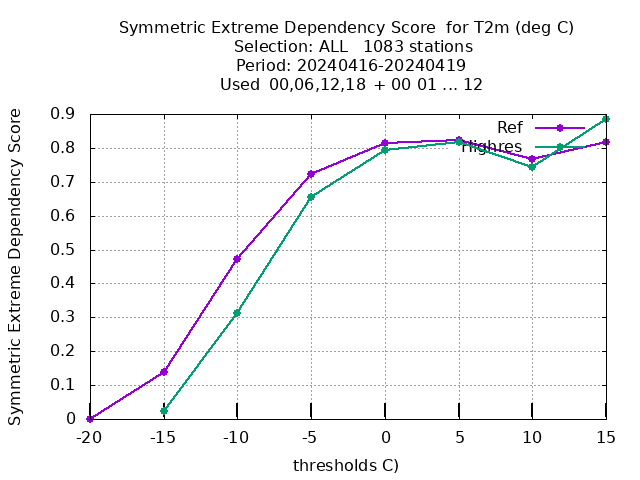 Symmetric Extreme Dependency Score  for T2m (deg C)
Selection: ALL   1083 stations
Period: 20240416-20240419
Used  00,06,12,18  + 00 01 ... 12
Symmetric Extreme Dependency Score
0.9
0.8
0.7
0.6
0.5
0.4
0.3
0.2
0.1
0
Ref
Highres
-20 -15 -10 -5 0 5 10 15
thresholds C)